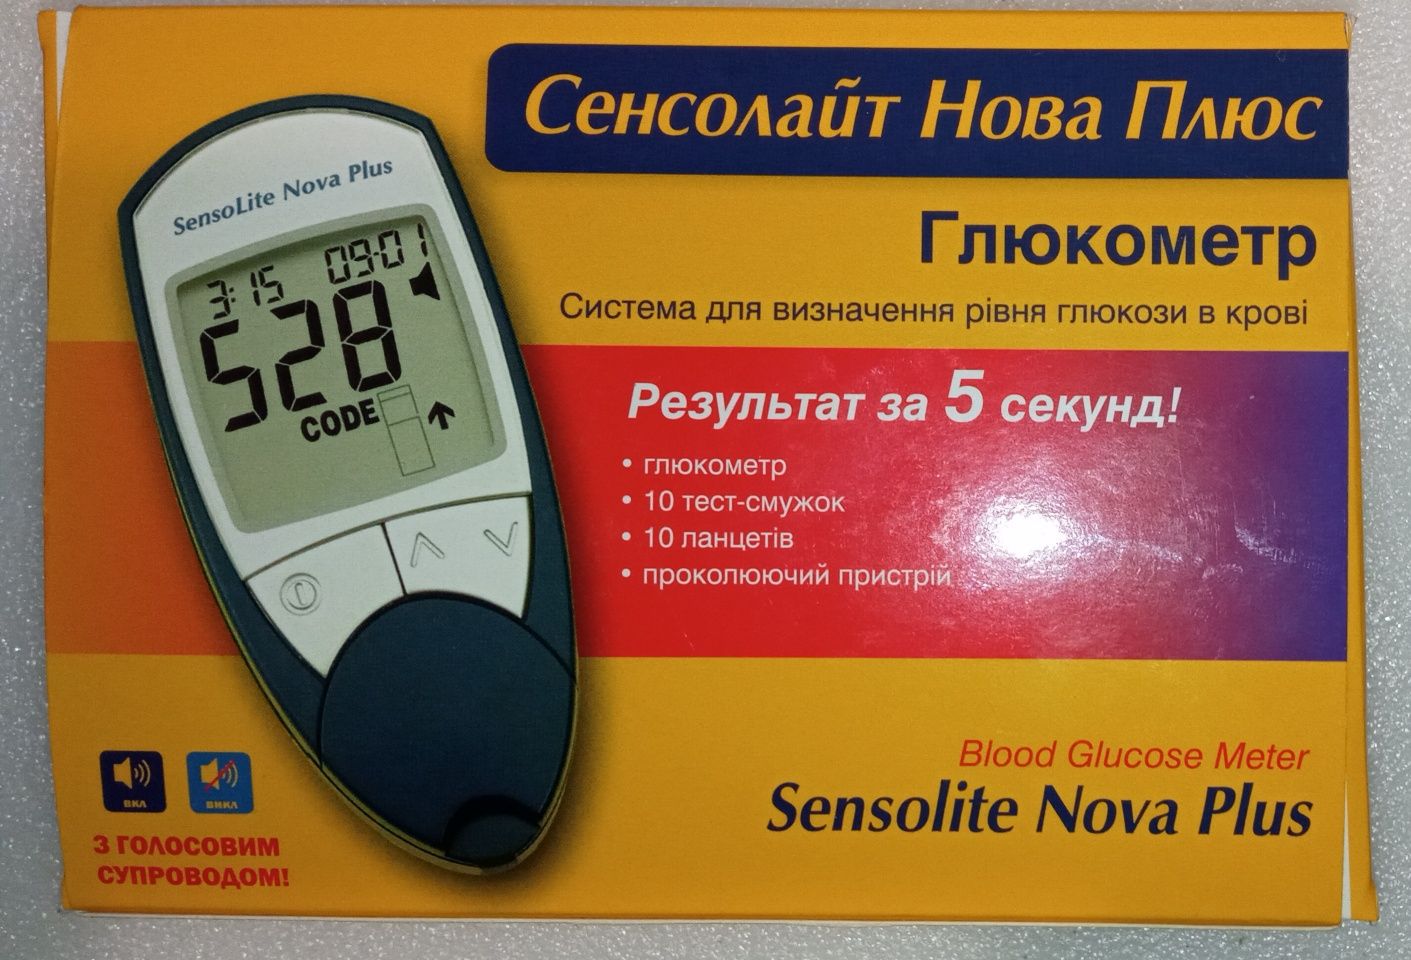 Сенсолайт Нова Плюс
Глюкометр
Система для визначення рівня глюкози в крові
SensoLite Nova Plus
3:15 09-01
528
CODE
Результат за 5 секунд!
• глюкометр
• 10 тест-смужок
• 10 ланцетів
• проколюючий пристрій
ВКЛ ВИКЛ
З ГОЛОСОВИМ
СУПРОВОДОМ!
Blood Glucose Meter
Sensolite Nova Plus